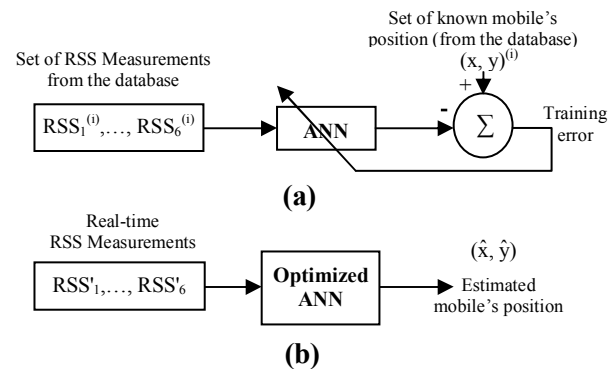 Set of known mobile's
position (from the database)
(x, y)⁽ⁱ⁾
Set of RSS Measurements
from the database
RSS₁⁽ⁱ⁾,…, RSS₆⁽ⁱ⁾
ANN
+
-
Σ
Training
error
(a)
Real-time
RSS Measurements
RSS'₁,…, RSS'₆
Optimized
ANN
(x̂, ŷ)
Estimated
mobile's position
(b)